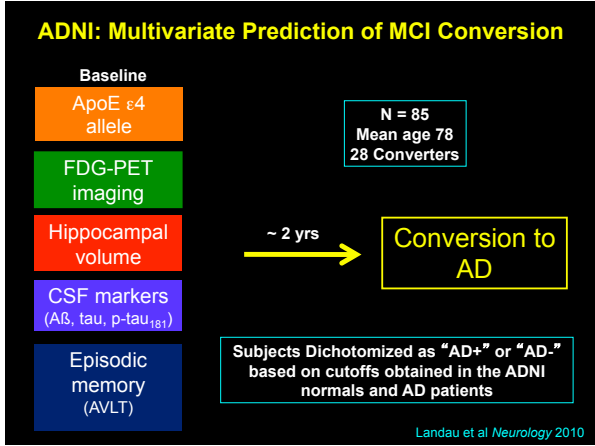 ADNI: Multivariate Prediction of MCI Conversion
Baseline
ApoE ε4
allele
FDG-PET
imaging
Hippocampal
volume
CSF markers
(Aß, tau, p-tau₁₈₁)
Episodic
memory
(AVLT)
N = 85
Mean age 78
28 Converters
~ 2 yrs
Conversion to
AD
Subjects Dichotomized as “AD+” or “AD-”
based on cutoffs obtained in the ADNI
normals and AD patients
Landau et al Neurology 2010